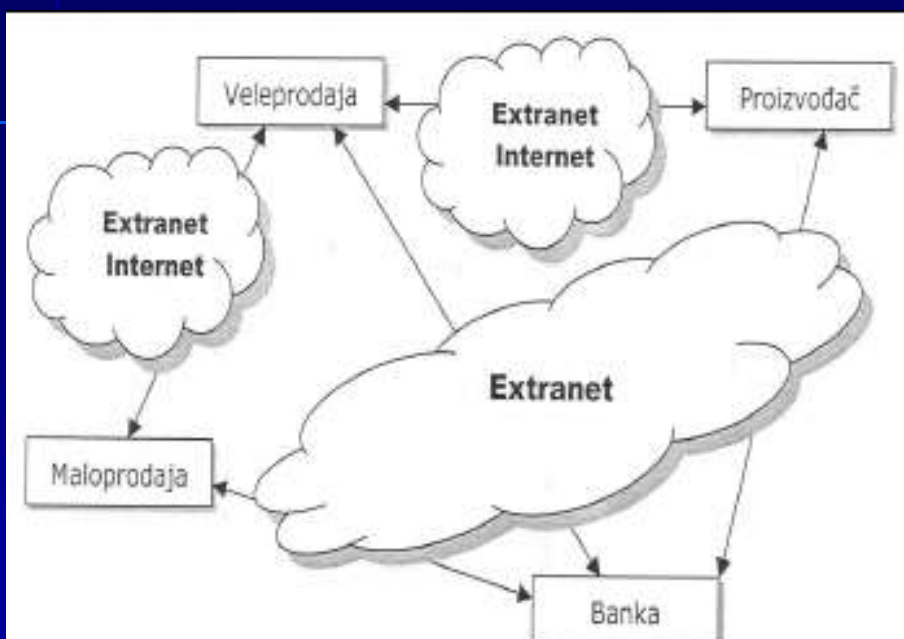 Veleprodaja
Extranet
Internet
Proizvođač
Extranet
Internet
Extranet
Maloprodaja
Banka